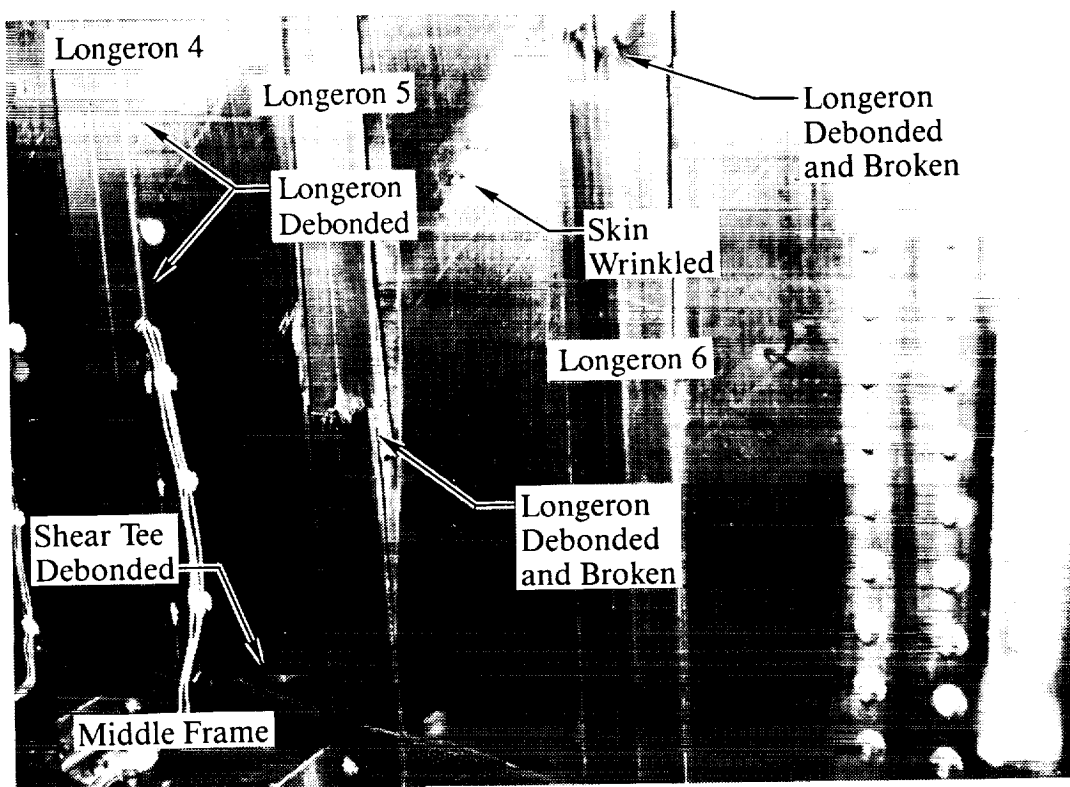 Longeron 4
Longeron 5
Longeron
Debonded
and Broken
Longeron
Debonded
Skin
Wrinkled
Longeron 6
Longeron
Debonded
and Broken
Shear Tee
Debonded
Middle Frame